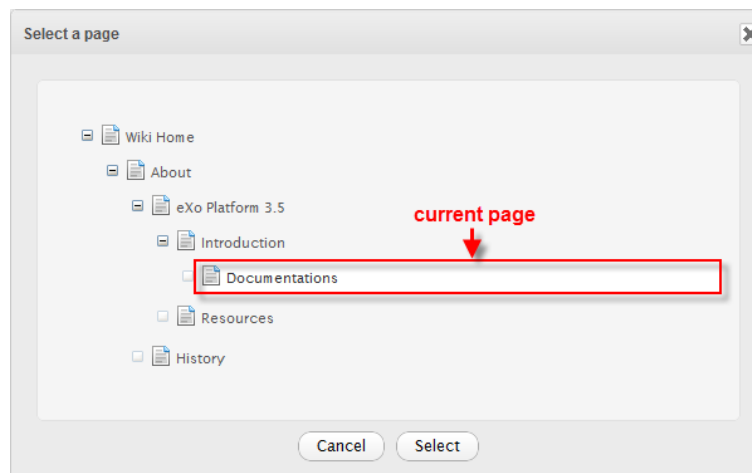 Select a page
Wiki Home
About
eXo Platform 3.5
current page
Introduction
Documentations
Resources
History
Cancel Select